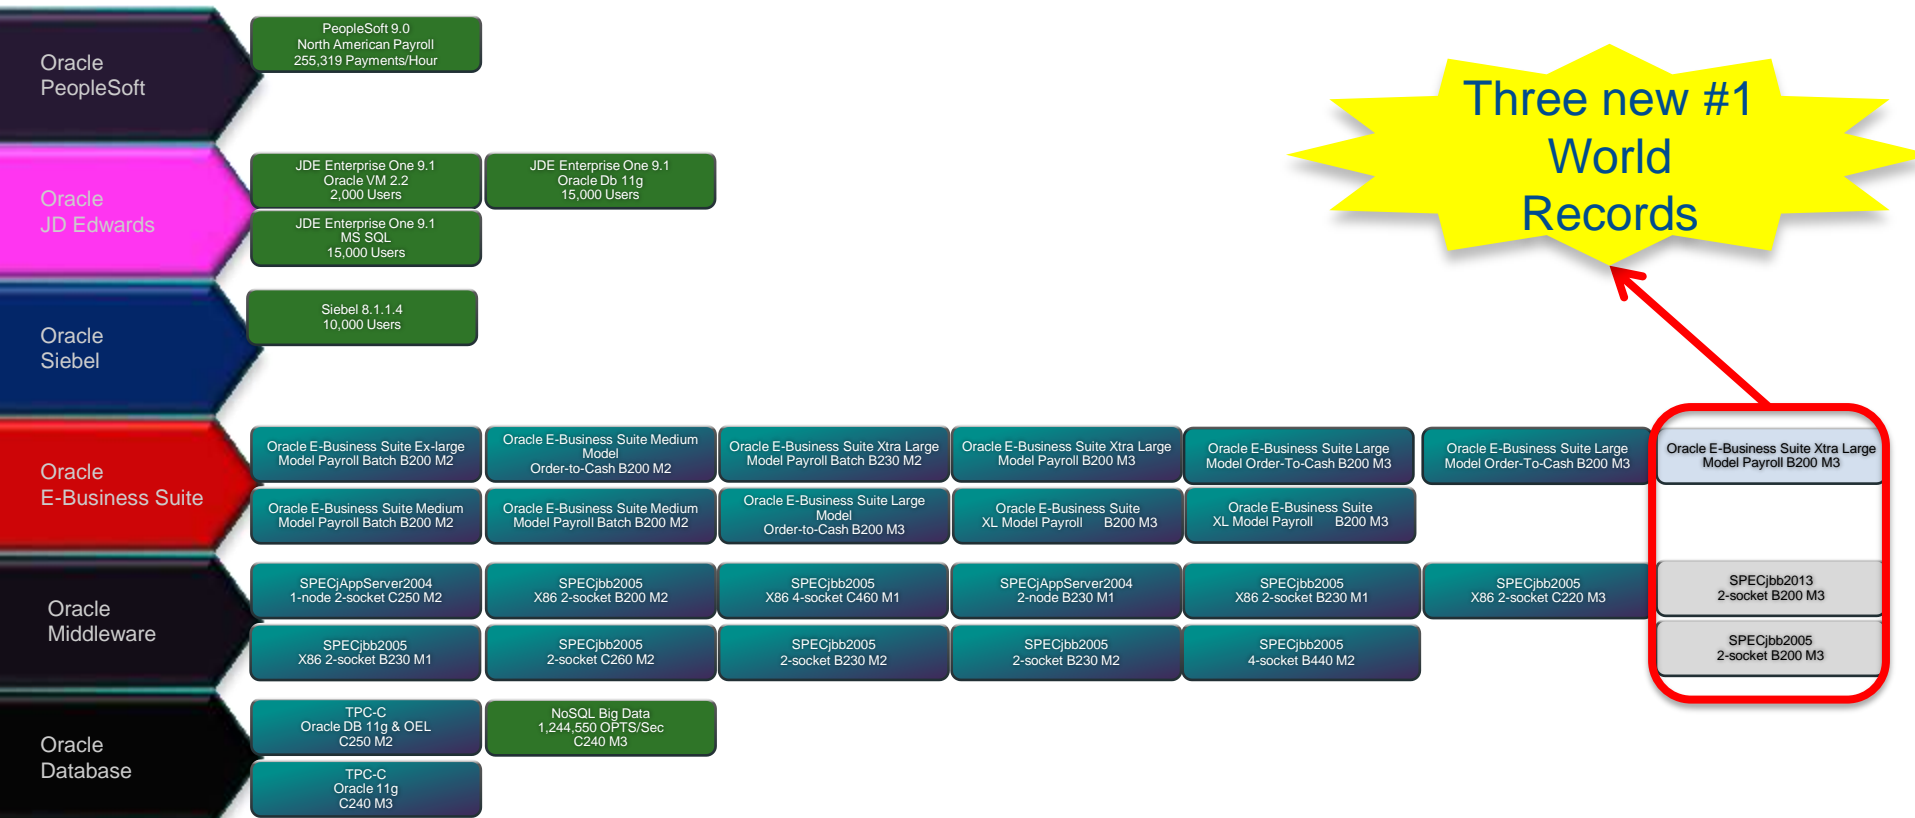 Oracle
PeopleSoft
PeopleSoft 9.0
North American Payroll
255,319 Payments/Hour
Three new #1
World
Records
Oracle
JD Edwards
JDE Enterprise One 9.1
Oracle VM 2.2
2,000 Users
JDE Enterprise One 9.1
Oracle Db 11g
15,000 Users
JDE Enterprise One 9.1
MS SQL
15,000 Users
Oracle
Siebel
Siebel 8.1.1.4
10,000 Users
Oracle
E-Business Suite
Oracle E-Business Suite Ex-large
Model Payroll Batch B200 M2
Oracle E-Business Suite Medium
Model
Order-to-Cash B200 M2
Oracle E-Business Suite Xtra Large
Model Payroll Batch B230 M2
Oracle E-Business Suite Xtra Large
Model Payroll B200 M3
Oracle E-Business Suite Large
Model Order-To-Cash B200 M3
Oracle E-Business Suite Large
Model Order-To-Cash B200 M3
Oracle E-Business Suite Xtra Large
Model Payroll B200 M3
Oracle E-Business Suite Medium
Model Payroll Batch B200 M2
Oracle E-Business Suite Medium
Model Payroll Batch B200 M2
Oracle E-Business Suite Large
Model
Order-to-Cash B200 M3
Oracle E-Business Suite
XL Model Payroll B200 M3
Oracle E-Business Suite
XL Model Payroll B200 M3
Oracle
Middleware
SPECjAppServer2004
1-node 2-socket C250 M2
SPECjbb2005
X86 2-socket B200 M2
SPECjbb2005
X86 4-socket C460 M1
SPECjAppServer2004
2-node B230 M1
SPECjbb2005
X86 2-socket B230 M1
SPECjbb2005
X86 2-socket C220 M3
SPECjbb2013
2-socket B200 M3
SPECjbb2005
X86 2-socket B230 M1
SPECjbb2005
2-socket C260 M2
SPECjbb2005
2-socket B230 M2
SPECjbb2005
2-socket B230 M2
SPECjbb2005
4-socket B440 M2
SPECjbb2005
2-socket B200 M3
Oracle
Database
TPC-C
Oracle DB 11g & OEL
C250 M2
NoSQL Big Data
1,244,550 OPTS/Sec
C240 M3
TPC-C
Oracle 11g
C240 M3